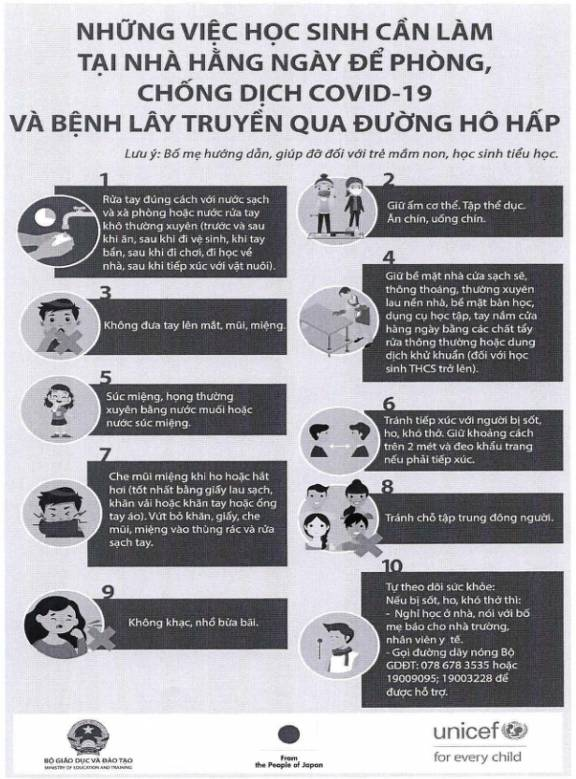 NHỮNG VIỆC HỌC SINH CẦN LÀM
TẠI NHÀ HẰNG NGÀY ĐỂ PHÒNG,
CHỐNG DỊCH COVID-19
VÀ BỆNH LÂY TRUYỀN QUA ĐƯỜNG HÔ HẤP
Lưu ý: Bố mẹ hướng dẫn, giúp đỡ đối với trẻ mầm non, học sinh tiểu học.
1
Rửa tay đúng cách với nước sạch
và xà phòng hoặc nước rửa tay
khô thường xuyên (trước và sau
khi ăn, sau khi đi vệ sinh, khi tay
bẩn, sau khi đi chơi, đi học về
nhà, sau khi tiếp xúc với vật nuôi).
2
Giữ ấm cơ thể. Tập thể dục.
Ăn chín, uống chín.
3
Không đưa tay lên mắt, mũi, miệng.
4
Giữ bề mặt nhà cửa sạch sẽ,
thông thoáng, thường xuyên
lau nền nhà, bề mặt bàn học,
dụng cụ học tập, tay nắm cửa
hàng ngày bằng các chất tẩy
rửa thông thường hoặc dung
dịch khử khuẩn (đối với học
sinh THCS trở lên).
5
Súc miệng, họng thường
xuyên bằng nước muối hoặc
nước súc miệng.
6
Tránh tiếp xúc với người bị sốt,
ho, khó thở. Giữ khoảng cách
trên 2 mét và đeo khẩu trang
nếu phải tiếp xúc.
7
Che mũi miệng khi ho hoặc hắt
hơi (tốt nhất bằng giấy lau sạch,
khăn vải hoặc khăn tay hoặc ống
tay áo). Vứt bỏ khăn, giấy, che
mũi, miệng vào thùng rác và rửa
sạch tay.
8
Tránh chỗ tập trung đông người.
9
Không khạc, nhổ bừa bãi.
10
Tự theo dõi sức khỏe:
Nếu bị sốt, ho, khó thở thì:
- Nghỉ học ở nhà, nói với bố
mẹ báo cho nhà trường,
nhân viên y tế.
- Gọi đường dây nóng Bộ
GDĐT: 078 678 3535 hoặc
19009095; 19003228 để
được hỗ trợ.
BỘ GIÁO DỤC VÀ ĐÀO TẠO
MINISTRY OF EDUCATION AND TRAINING
From
the People of Japan
unicef
for every child